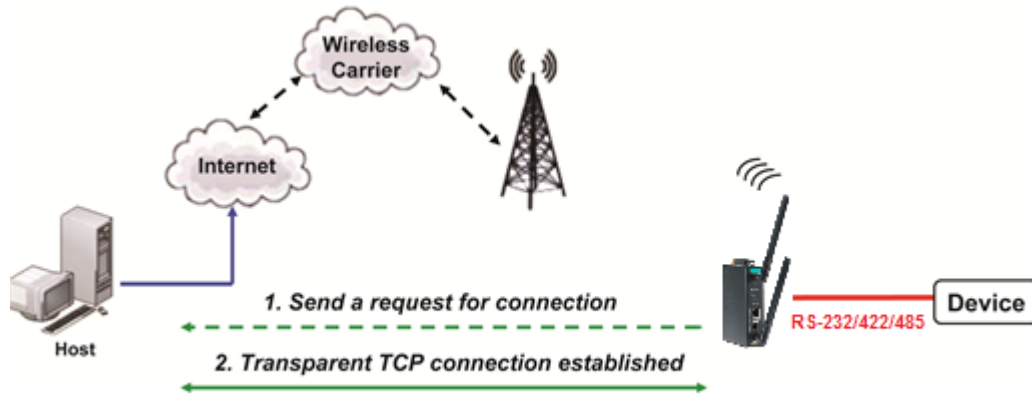 Wireless
Carrier
Internet
1. Send a request for connection
Host
2. Transparent TCP connection established
RS-232/422/485
Device